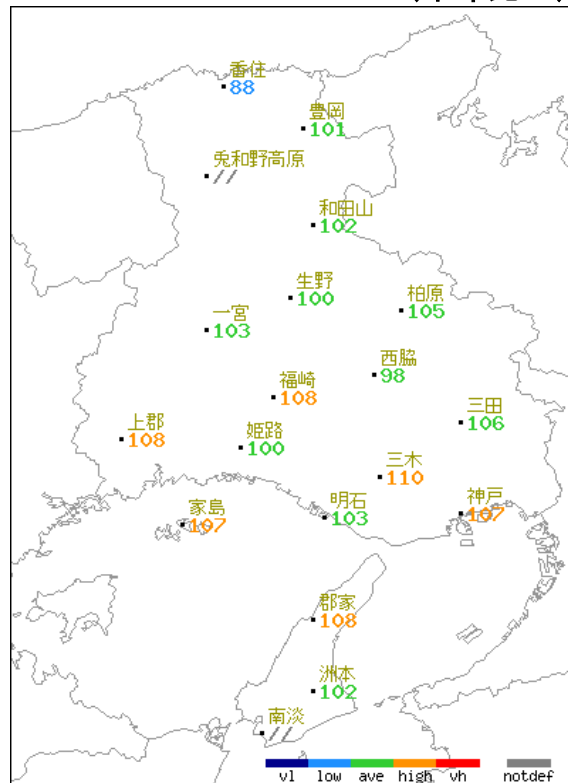 香住
88
豊岡
101
兎和野高原
//
和田山
102
生野
100
柏原
105
一宮
103
西脇
98
福崎
108
三田
106
上郡
108
姫路
100
三木
110
家島
107
明石
103
神戸
107
郡家
108
洲本
102
南淡
//
vl low ave high vh notdef